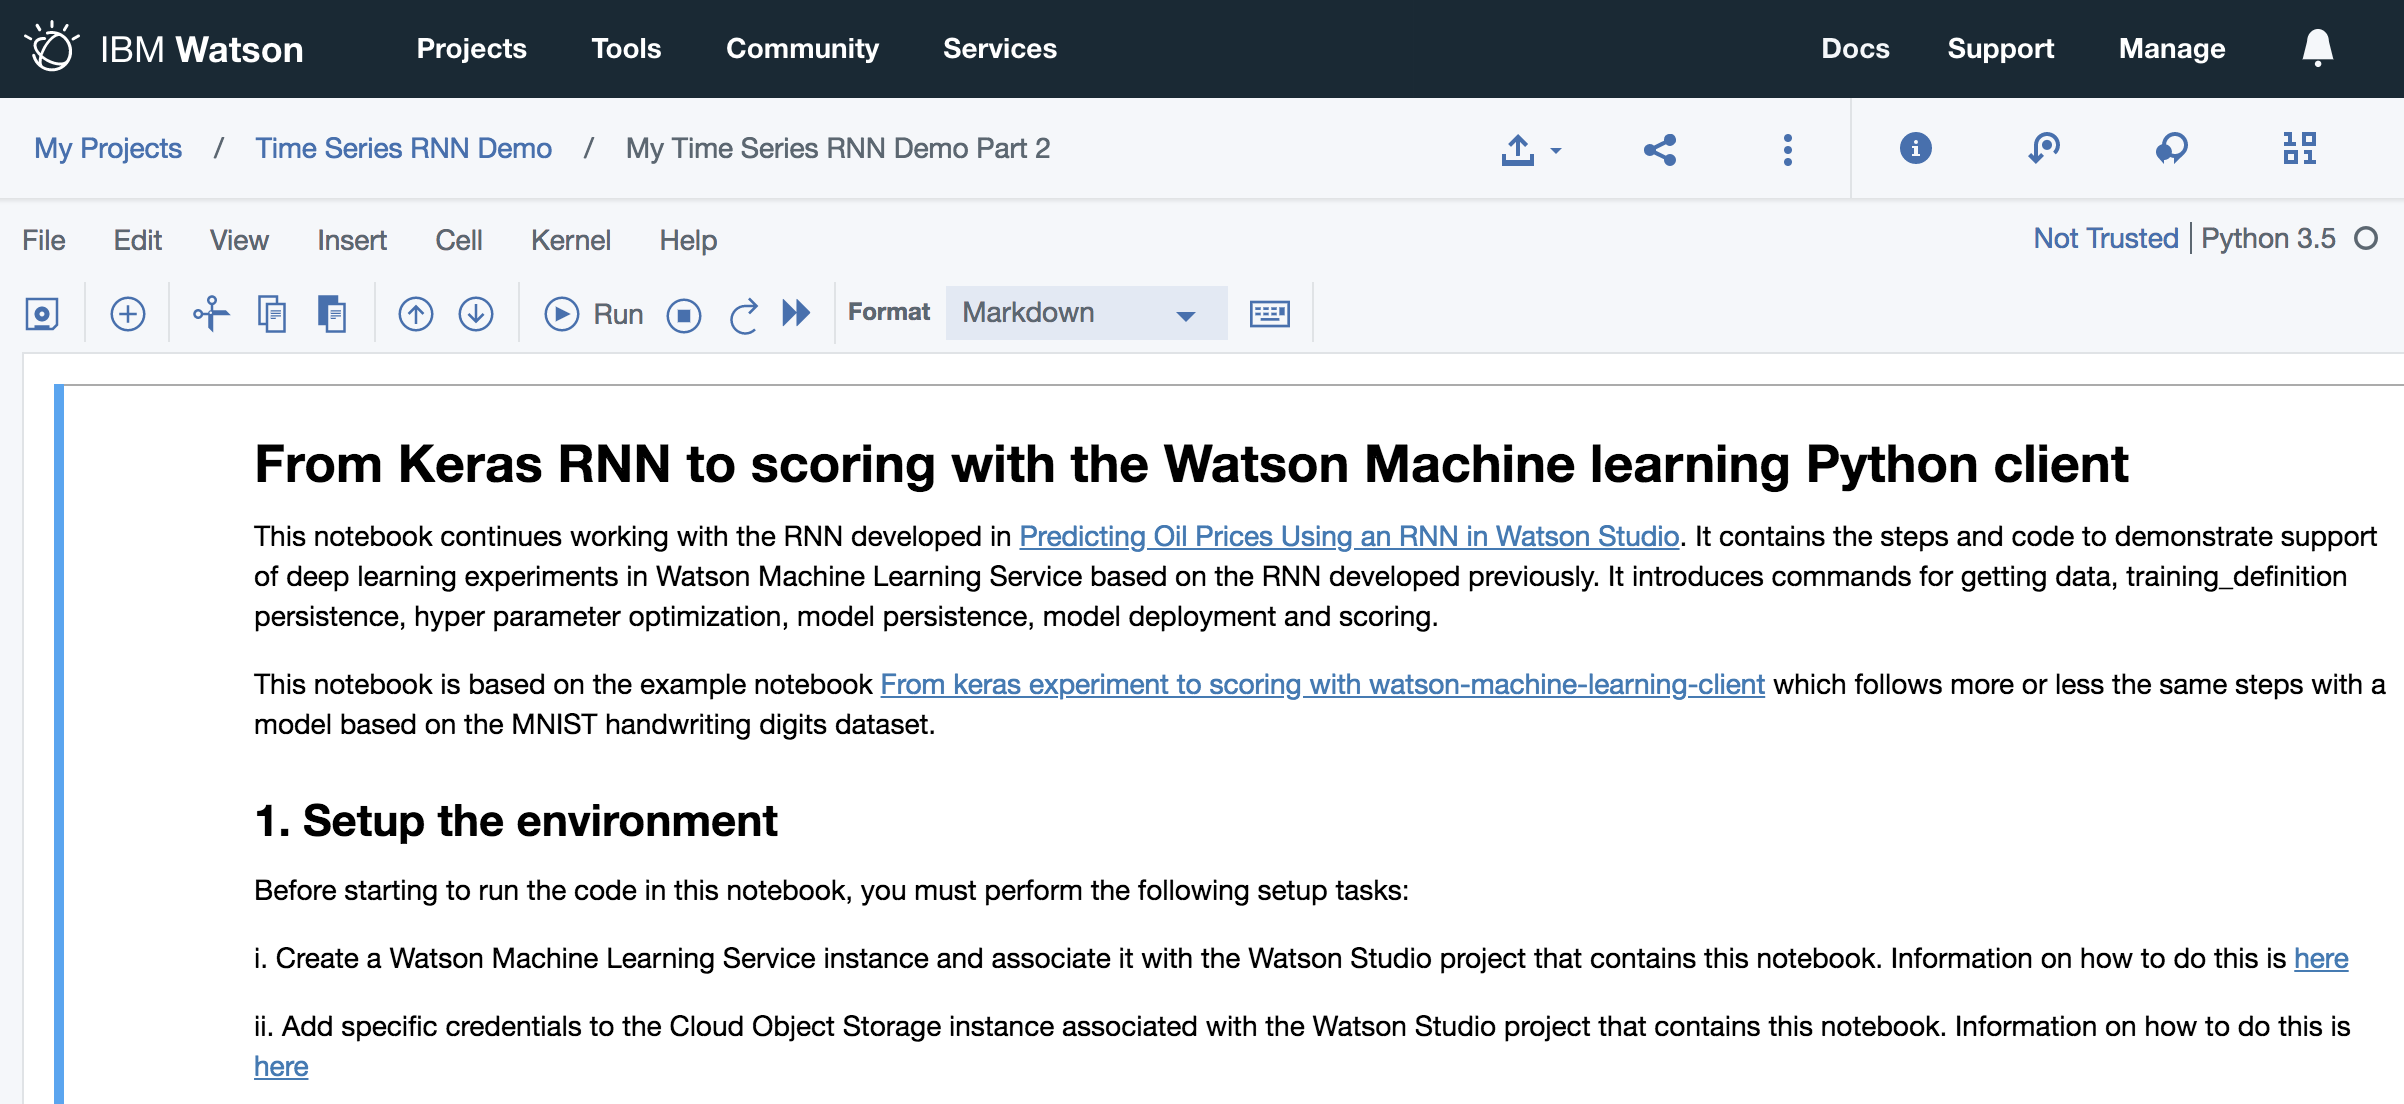 IBM Watson Projects Tools Community Services Docs Support Manage
My Projects / Time Series RNN Demo / My Time Series RNN Demo Part 2
File Edit View Insert Cell Kernel Help Not Trusted | Python 3.5
Run Format Markdown
From Keras RNN to scoring with the Watson Machine learning Python client
This notebook continues working with the RNN developed in Predicting Oil Prices Using an RNN in Watson Studio. It contains the steps and code to demonstrate support
of deep learning experiments in Watson Machine Learning Service based on the RNN developed previously. It introduces commands for getting data, training_definition
persistence, hyper parameter optimization, model persistence, model deployment and scoring.
This notebook is based on the example notebook From keras experiment to scoring with watson-machine-learning-client which follows more or less the same steps with a
model based on the MNIST handwriting digits dataset.
1. Setup the environment
Before starting to run the code in this notebook, you must perform the following setup tasks:
i. Create a Watson Machine Learning Service instance and associate it with the Watson Studio project that contains this notebook. Information on how to do this is here
ii. Add specific credentials to the Cloud Object Storage instance associated with the Watson Studio project that contains this notebook. Information on how to do this is
here